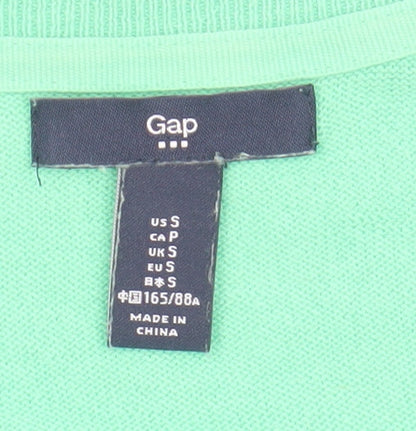 Gap
US S
CA P
UK S
EU S
日本 S
中国 165/88A
MADE IN
CHINA